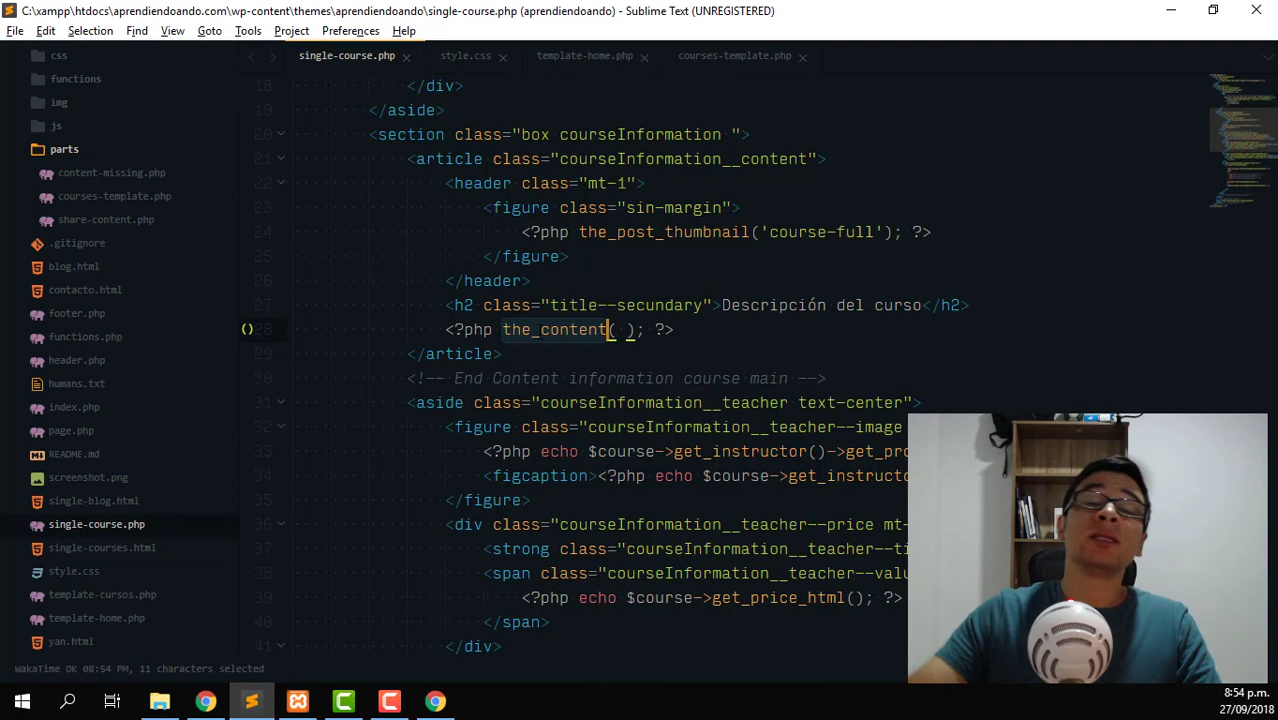 C:\xampp\htdocs\aprendiendoando.com\wp-content\themes\aprendiendoando\single-course.php (aprendiendoando) - Sublime Text (UNREGISTERED)
File Edit Selection Find View Goto Tools Project Preferences Help
css
functions
img
js
parts
content-missing.php
courses-template.php
share-content.php
.gitignore
blog.html
contacto.html
footer.php
functions.php
header.php
humans.txt
index.php
page.php
README.md
screenshot.png
single-blog.html
single-course.php
single-courses.html
style.css
template-cursos.php
template-home.php
yan.html
single-course.php style.css template-home.php courses-template.php
18 </div>
19 </aside>
20 <section class="box courseInformation ">
21 <article class="courseInformation__content">
22 <header class="mt-1">
23 <figure class="sin-margin">
24 <?php the_post_thumbnail('course-full'); ?>
25 </figure>
26 </header>
27 <h2 class="title--secundary">Descripción del curso</h2>
28 <?php the_content( ); ?>
29 </article>
30 <!-- End Content information course main -->
31 <aside class="courseInformation__teacher text-center">
32 <figure class="courseInformation__teacher--image
33 <?php echo $course->get_instructor()->get_pro
34 <figcaption><?php echo $course->get_instructo
35 </figure>
36 <div class="courseInformation__teacher--price mt-
37 <strong class="courseInformation__teacher--ti
38 <span class="courseInformation__teacher--valu
39 <?php echo $course->get_price_html(); ?>
40 </span>
41 </div>
WakaTime OK 08:54 PM, 11 characters selected
8:54 p.m.
27/09/2018